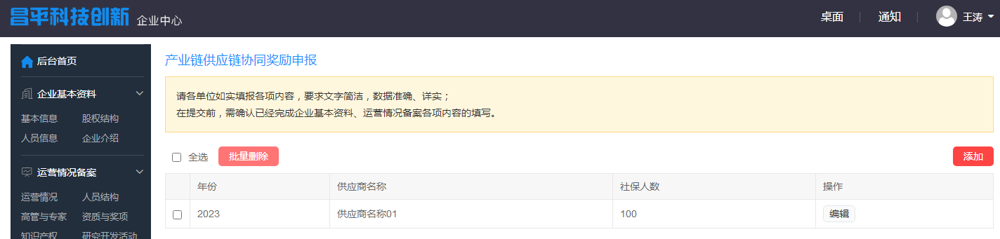 昌平科技创新 企业中心
桌面 通知 王涛
后台首页
企业基本资料
基本信息 股权结构
人员信息 企业介绍
运营情况备案
运营情况 人员结构
高管与专家 资质与奖项
知识产权 研究开发活动
产业链供应链协同奖励申报
请各单位如实填报各项内容，要求文字简洁，数据准确、详实；
在提交前，需确认已经完成企业基本资料、运营情况备案各项内容的填写。
全选 批量删除 添加
年份 供应商名称 社保人数 操作
2023 供应商名称01 100 编辑